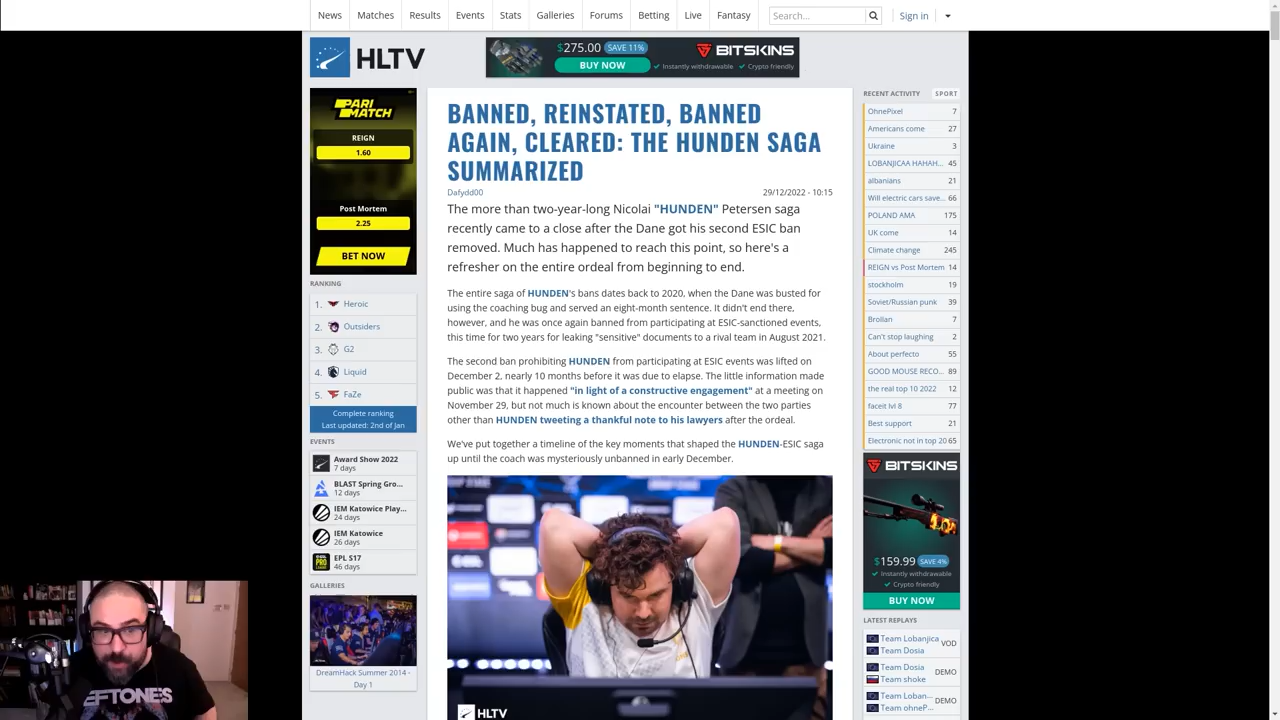 News Matches Results Events Stats Galleries Forums Betting Live Fantasy Search... Sign in
HLTV
$275.00 SAVE 11%
BUY NOW
BITSKINS
Instantly withdrawable Crypto friendly
PARI MATCH
REIGN
1.60
Post Mortem
2.25
BET NOW
RANKING
1. Heroic
2. Outsiders
3. G2
4. Liquid
5. FaZe
Complete ranking
Last updated: 2nd of Jan
EVENTS
Award Show 2022
7 days
BLAST Spring Gro...
12 days
IEM Katowice Play...
24 days
IEM Katowice
26 days
EPL S17
46 days
GALLERIES
DreamHack Summer 2014 -
Day 1
BANNED, REINSTATED, BANNED
AGAIN, CLEARED: THE HUNDEN SAGA
SUMMARIZED
Dafydd00 29/12/2022 - 10:15
The more than two-year-long Nicolai "HUNDEN" Petersen saga
recently came to a close after the Dane got his second ESIC ban
removed. Much has happened to reach this point, so here's a
refresher on the entire ordeal from beginning to end.
The entire saga of HUNDEN's bans dates back to 2020, when the Dane was busted for
using the coaching bug and served an eight-month sentence. It didn't end there,
however, and he was once again banned from participating at ESIC-sanctioned events,
this time for two years for leaking "sensitive" documents to a rival team in August 2021.
The second ban prohibiting HUNDEN from participating at ESIC events was lifted on
December 2, nearly 10 months before it was due to elapse. The little information made
public was that it happened "in light of a constructive engagement" at a meeting on
November 29, but not much is known about the encounter between the two parties
other than HUNDEN tweeting a thankful note to his lawyers after the ordeal.
We've put together a timeline of the key moments that shaped the HUNDEN-ESIC saga
up until the coach was mysteriously unbanned in early December.
HLTV
RECENT ACTIVITY SPORT
OhnePixel 7
Americans come 27
Ukraine 3
LOBANJICAA HAHAH... 45
albanians 21
Will electric cars save... 66
POLAND AMA 175
UK come 14
Climate change 245
REIGN vs Post Mortem 14
stockholm 19
Soviet/Russian punk 39
Brollan 7
Can't stop laughing 2
About perfecto 55
GOOD MOUSE RECO... 89
the real top 10 2022 12
faceit lvl 8 77
Best support 21
Electronic not in top 20 65
BITSKINS
$159.99 SAVE 4%
Instantly withdrawable
Crypto friendly
BUY NOW
LATEST REPLAYS
Team Lobanjica
Team Dosia VOD
Team Dosia
Team shoke DEMO
Team Loban...
Team ohneP... DEMO
DEFTONES